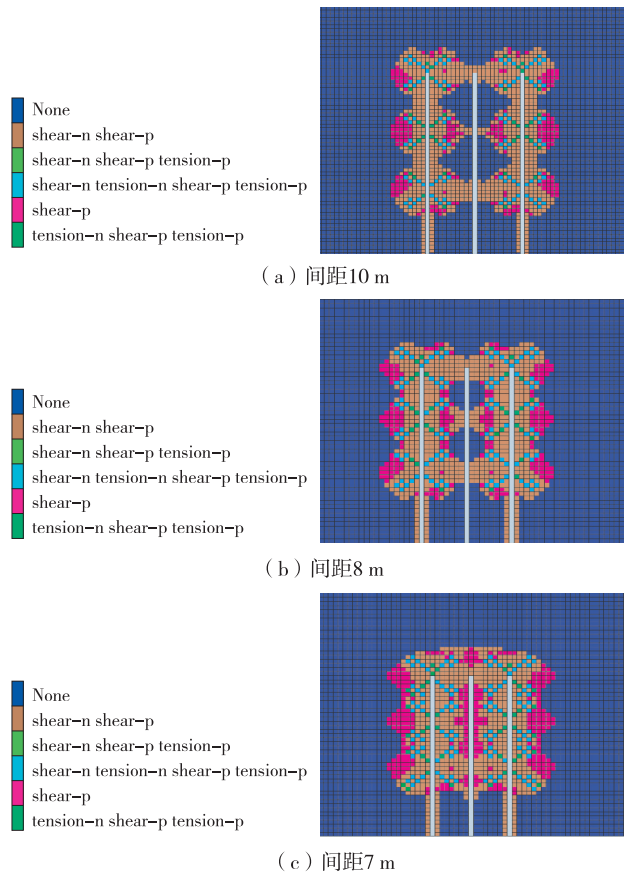 None
shear-n shear-p
shear-n shear-p tension-p
shear-n tension-n shear-p tension-p
shear-p
tension-n shear-p tension-p
（a）间距10 m
None
shear-n shear-p
shear-n shear-p tension-p
shear-n tension-n shear-p tension-p
shear-p
tension-n shear-p tension-p
（b）间距8 m
None
shear-n shear-p
shear-n shear-p tension-p
shear-n tension-n shear-p tension-p
shear-p
tension-n shear-p tension-p
（c）间距7 m